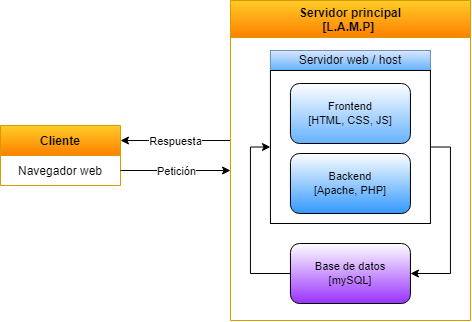 Servidor principal
[L.A.M.P]
Servidor web / host
Frontend
[HTML, CSS, JS]
Cliente
Navegador web
Respuesta
Petición
Backend
[Apache, PHP]
Base de datos
[mySQL]